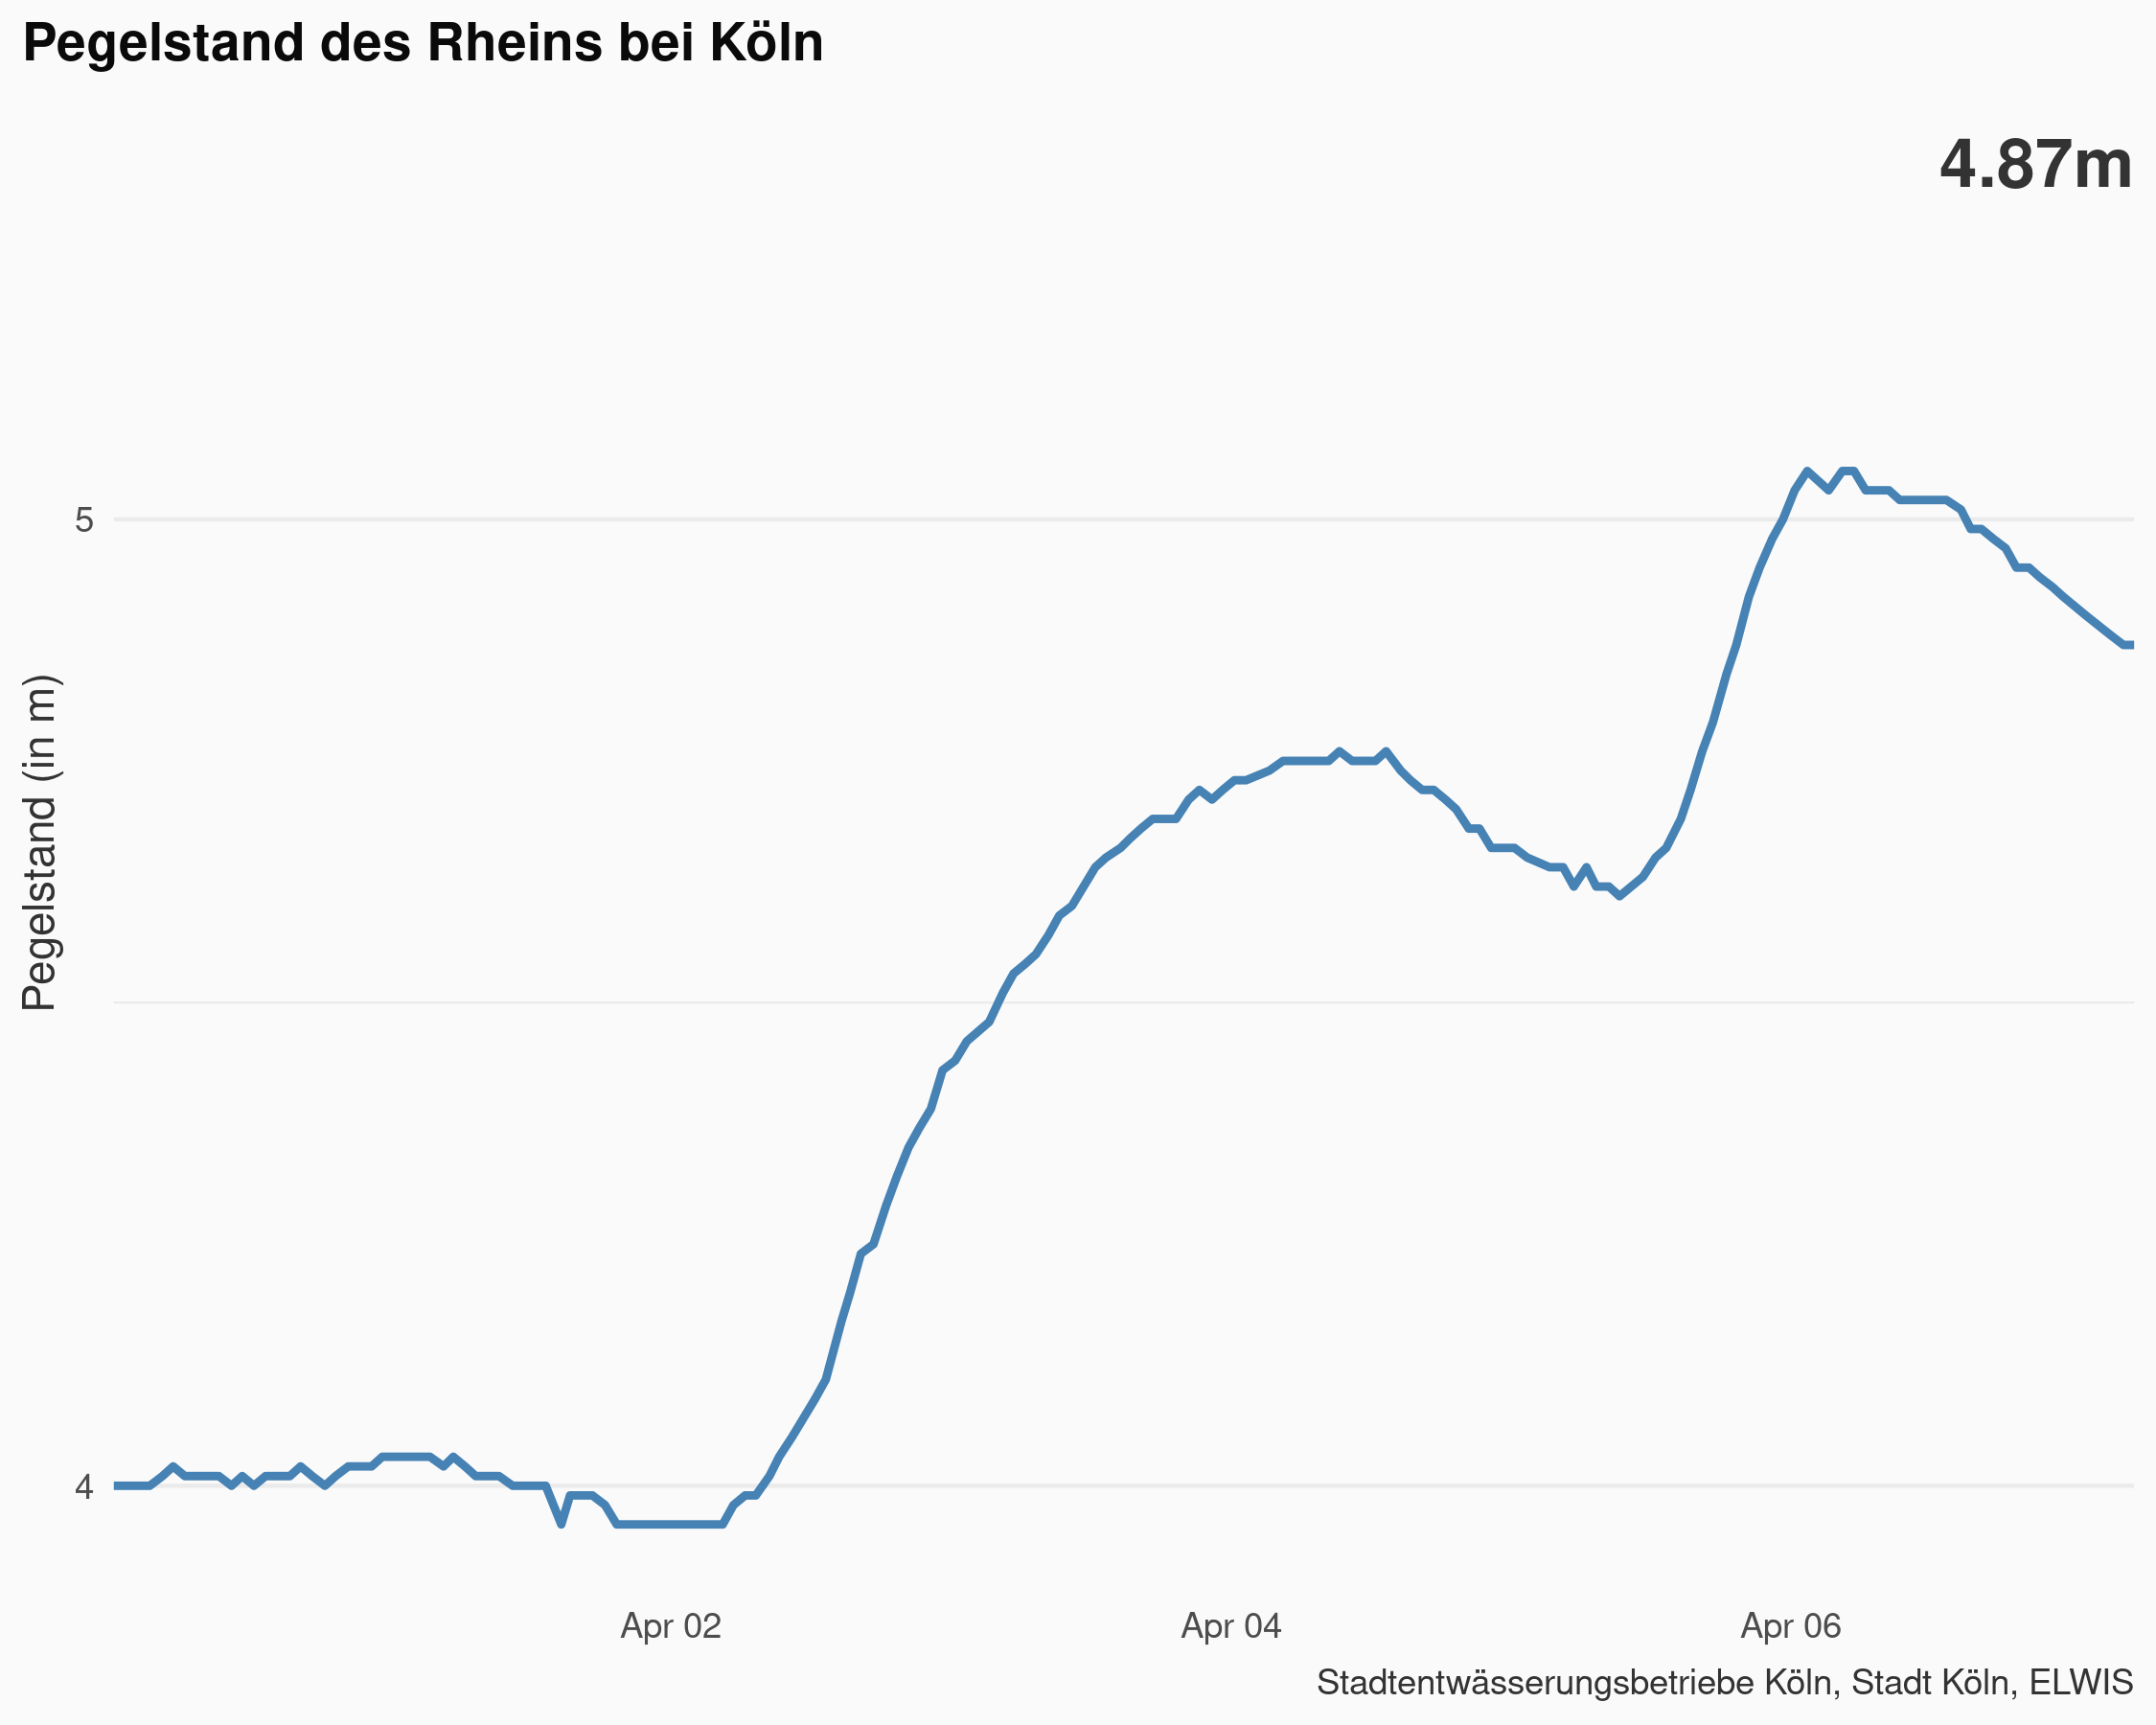 Pegelstand des Rheins bei Köln
4.87m
Pegelstand (in m)
5
4
Apr 02
Apr 04
Apr 06
Stadtentwässerungsbetriebe Köln, Stadt Köln, ELWIS